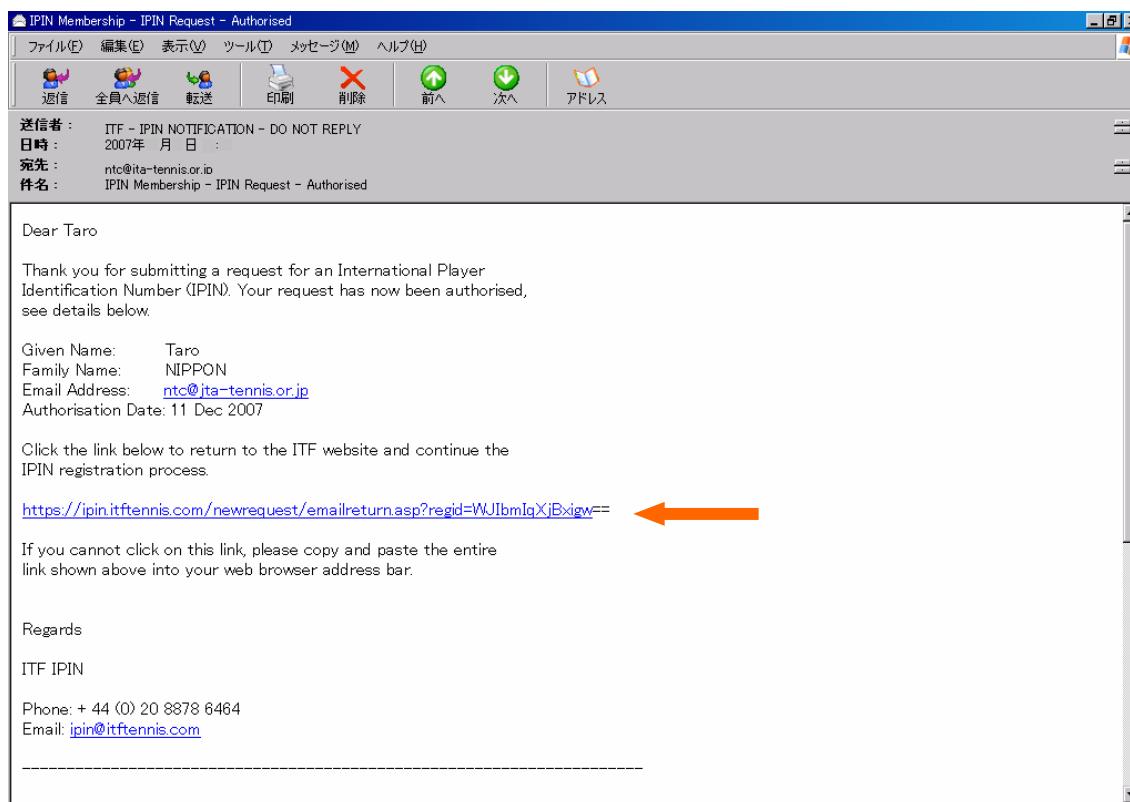 IPIN Membership - IPIN Request - Authorised
ファイル(F) 編集(E) 表示(V) ツール(T) メッセージ(M) ヘルプ(H)
返信 全員へ返信 転送 印刷 削除 前へ 次へ アドレス
送信者: ITF - IPIN NOTIFICATION - DO NOT REPLY
日時: 2007年 月 日 :
宛先: ntc@ita-tennis.or.ip
件名: IPIN Membership - IPIN Request - Authorised
Dear Taro
Thank you for submitting a request for an International Player
Identification Number (IPIN). Your request has now been authorised,
see details below.
Given Name: Taro
Family Name: NIPPON
Email Address: ntc@jta-tennis.or.jp
Authorisation Date: 11 Dec 2007
Click the link below to return to the ITF website and continue the
IPIN registration process.
https://ipin.itftennis.com/newrequest/emailreturn.asp?regid=WJIbmIqXjBxigw==
If you cannot click on this link, please copy and paste the entire
link shown above into your web browser address bar.
Regards
ITF IPIN
Phone: + 44 (0) 20 8878 6464
Email: ipin@itftennis.com
--------------------------------------------------------------------------